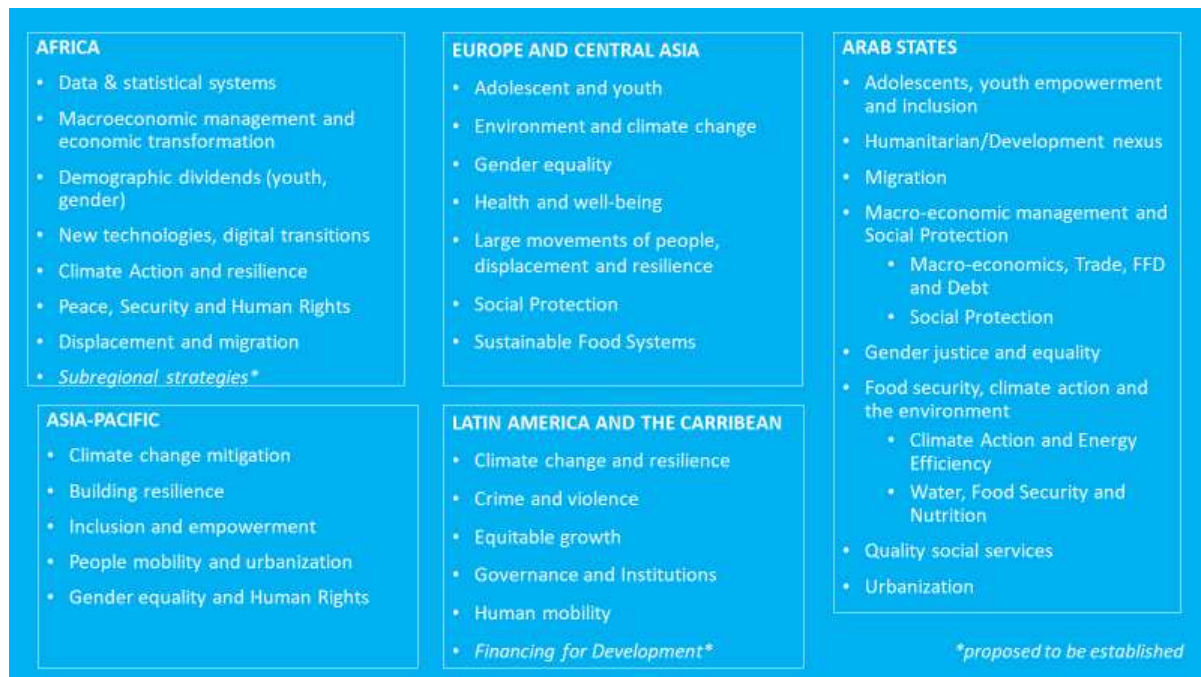 AFRICA
• Data & statistical systems
• Macroeconomic management and
economic transformation
• Demographic dividends (youth,
gender)
• New technologies, digital transitions
• Climate Action and resilience
• Peace, Security and Human Rights
• Displacement and migration
• Subregional strategies*
EUROPE AND CENTRAL ASIA
• Adolescent and youth
• Environment and climate change
• Gender equality
• Health and well-being
• Large movements of people,
displacement and resilience
• Social Protection
• Sustainable Food Systems
ARAB STATES
• Adolescents, youth empowerment
and inclusion
• Humanitarian/Development nexus
• Migration
• Macro-economic management and
Social Protection
• Macro-economics, Trade, FFD
and Debt
• Social Protection
• Gender justice and equality
• Food security, climate action and
the environment
• Climate Action and Energy
Efficiency
• Water, Food Security and
Nutrition
• Quality social services
• Urbanization
ASIA-PACIFIC
• Climate change mitigation
• Building resilience
• Inclusion and empowerment
• People mobility and urbanization
• Gender equality and Human Rights
LATIN AMERICA AND THE CARRIBEAN
• Climate change and resilience
• Crime and violence
• Equitable growth
• Governance and Institutions
• Human mobility
• Financing for Development*
*proposed to be established